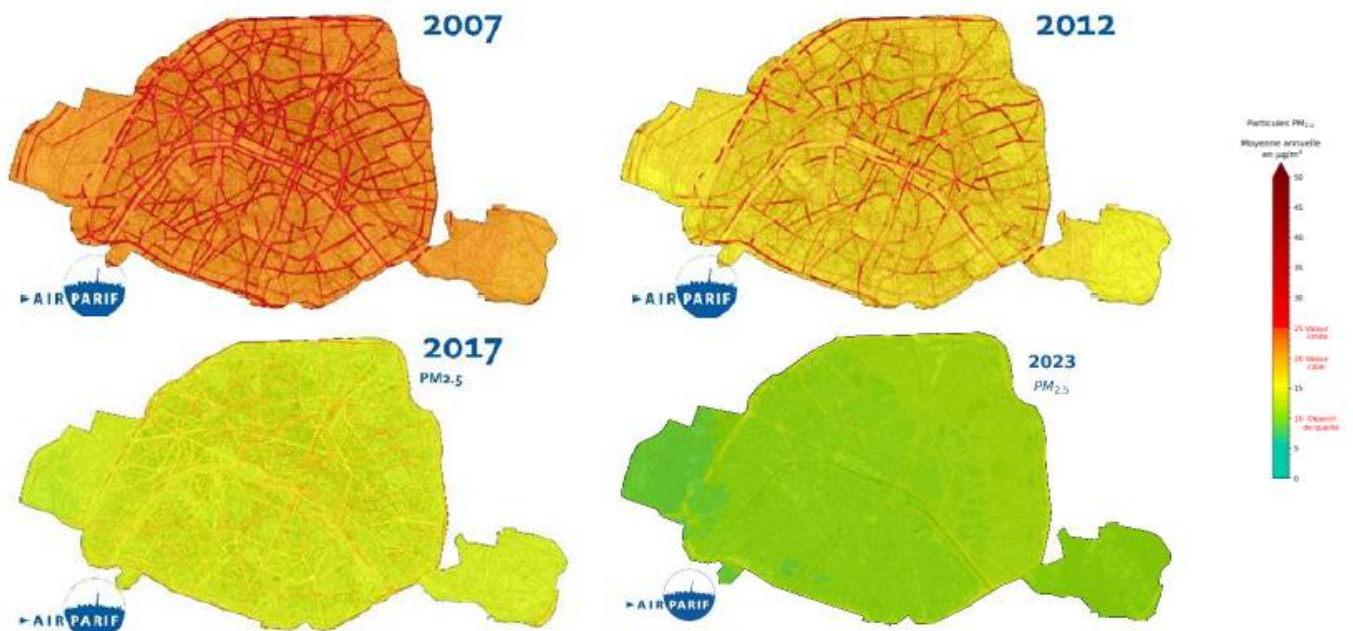 2007
AIRPARIF
2012
AIRPARIF
2017
PM2.5
AIRPARIF
2023
PM2.5
AIRPARIF
Particules PM2.5
Moyenne annuelle
en µg/m³
50
45
40
35
30
25 Valeur
limite
20 Valeur
cible
15
10 Objectif
de qualité
5
0